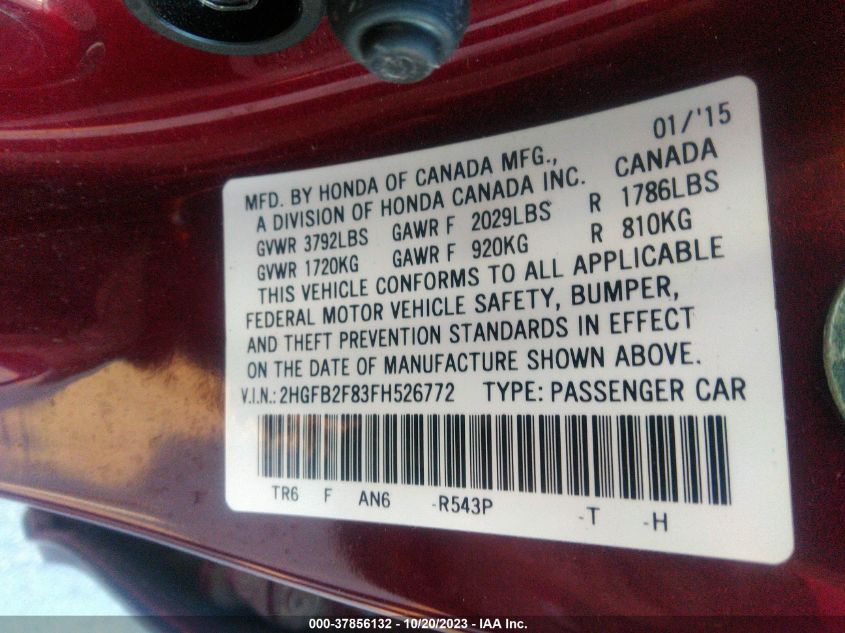 01/'15
MFD. BY HONDA OF CANADA MFG.,
A DIVISION OF HONDA CANADA INC. CANADA
GVWR 3792LBS GAWR F 2029LBS R 1786LBS
GVWR 1720KG GAWR F 920KG R 810KG
THIS VEHICLE CONFORMS TO ALL APPLICABLE
FEDERAL MOTOR VEHICLE SAFETY, BUMPER,
AND THEFT PREVENTION STANDARDS IN EFFECT
ON THE DATE OF MANUFACTURE SHOWN ABOVE.
V.I.N.: 2HGFB2F83FH526772 TYPE: PASSENGER CAR
TR6 F AN6 -R543P -T -H
000-37856132 - 10/20/2023 - IAA Inc.